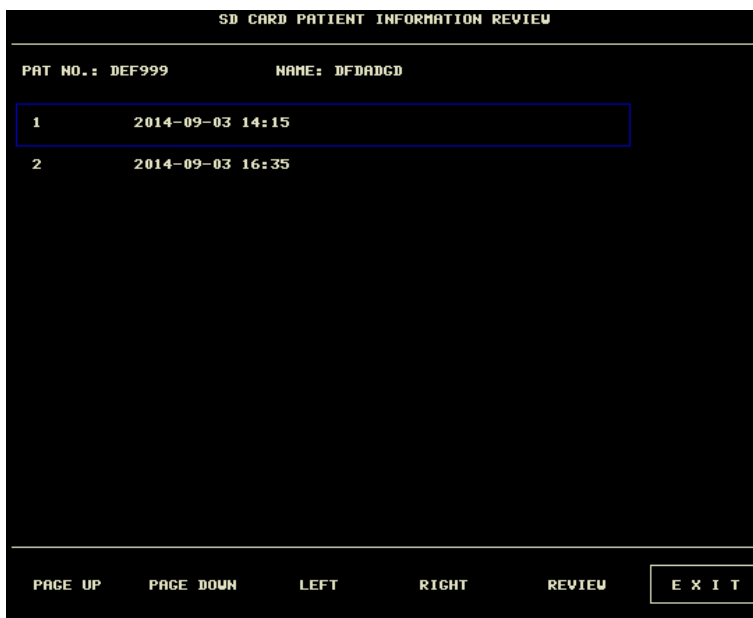 SD CARD PATIENT INFORMATION REVIEW
PAT NO.: DEF999 NAME: DFDADGD
1 2014-09-03 14:15
2 2014-09-03 16:35
PAGE UP PAGE DOWN LEFT RIGHT REVIEW E X I T